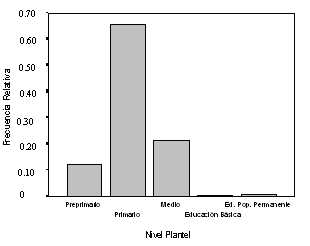 0.70
0.60
0.50
0.40
0.30
0.20
0.10
0
Frecuencia Relativa
Preprimario
Medio
Ed. Pop. Permanente
Primario
Educación Básica
Nivel Plantel